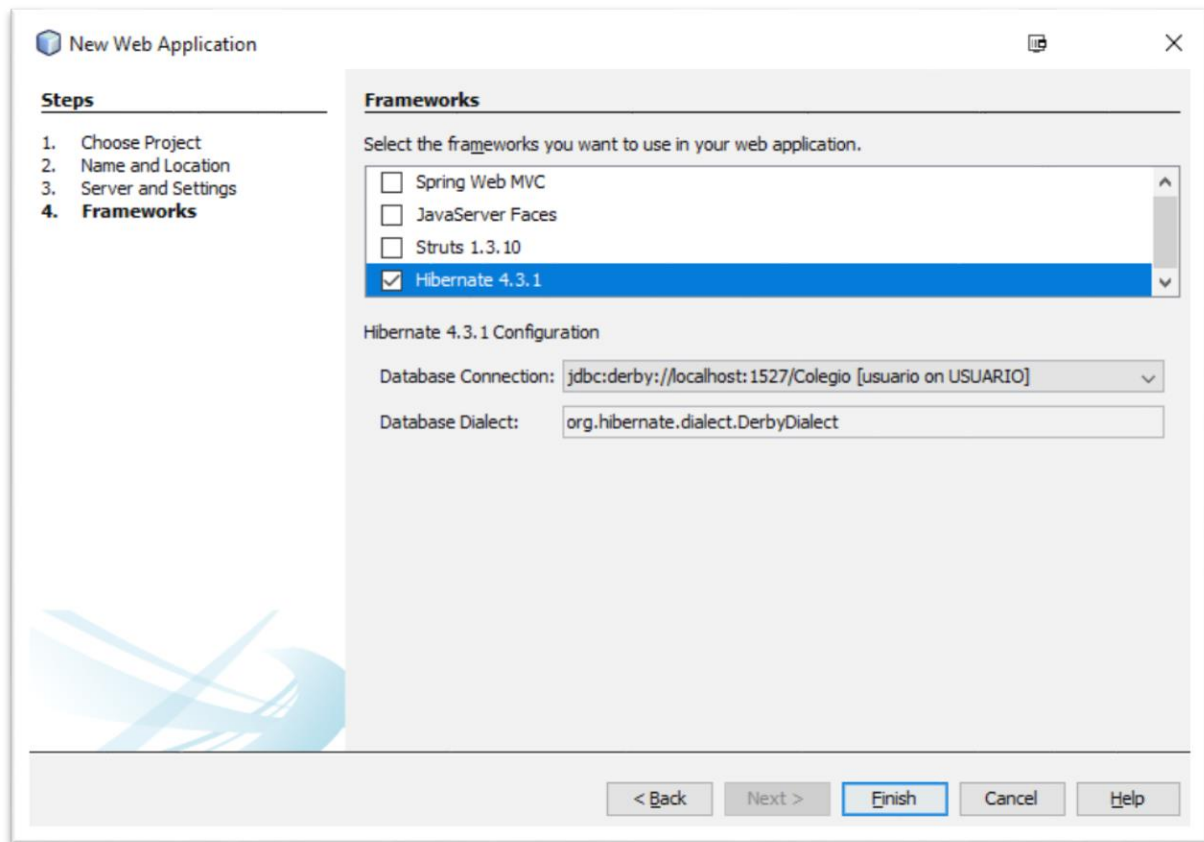 New Web Application
Steps
1. Choose Project
2. Name and Location
3. Server and Settings
4. Frameworks
Frameworks
Select the frameworks you want to use in your web application.
Spring Web MVC
JavaServer Faces
Struts 1.3.10
Hibernate 4.3.1
Hibernate 4.3.1 Configuration
Database Connection: jdbc:derby://localhost:1527/Colegio [usuario on USUARIO]
Database Dialect: org.hibernate.dialect.DerbyDialect
< Back Next > Finish Cancel Help